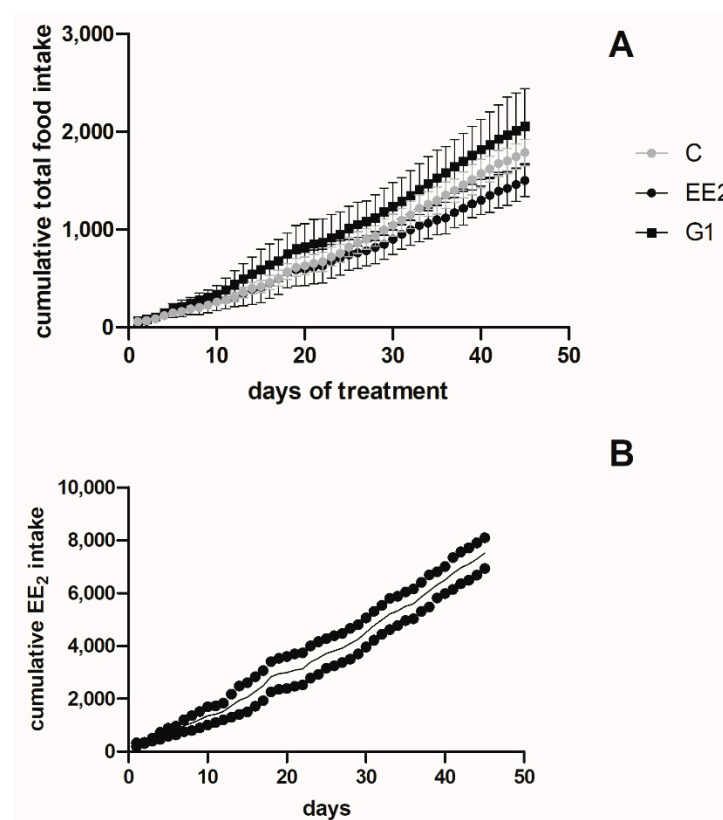 A
3,000
2,000
1,000
0
0 10 20 30 40 50
cumulative total food intake
days of treatment
C
EE2
G1
B
10,000
8,000
6,000
4,000
2,000
0
0 10 20 30 40 50
cumulative EE₂ intake
days